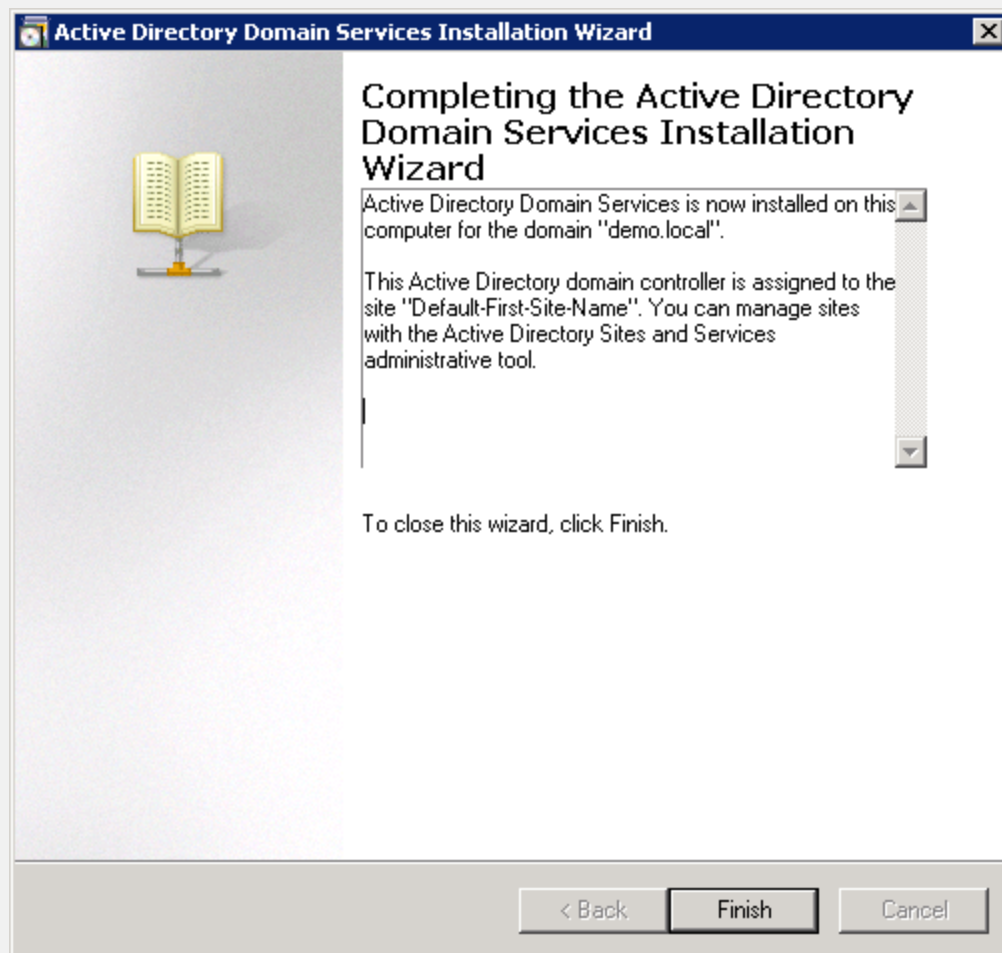 Active Directory Domain Services Installation Wizard
Completing the Active Directory
Domain Services Installation
Wizard
Active Directory Domain Services is now installed on this
computer for the domain "demo.local".
This Active Directory domain controller is assigned to the
site "Default-First-Site-Name". You can manage sites
with the Active Directory Sites and Services
administrative tool.
To close this wizard, click Finish.
< Back
Finish
Cancel